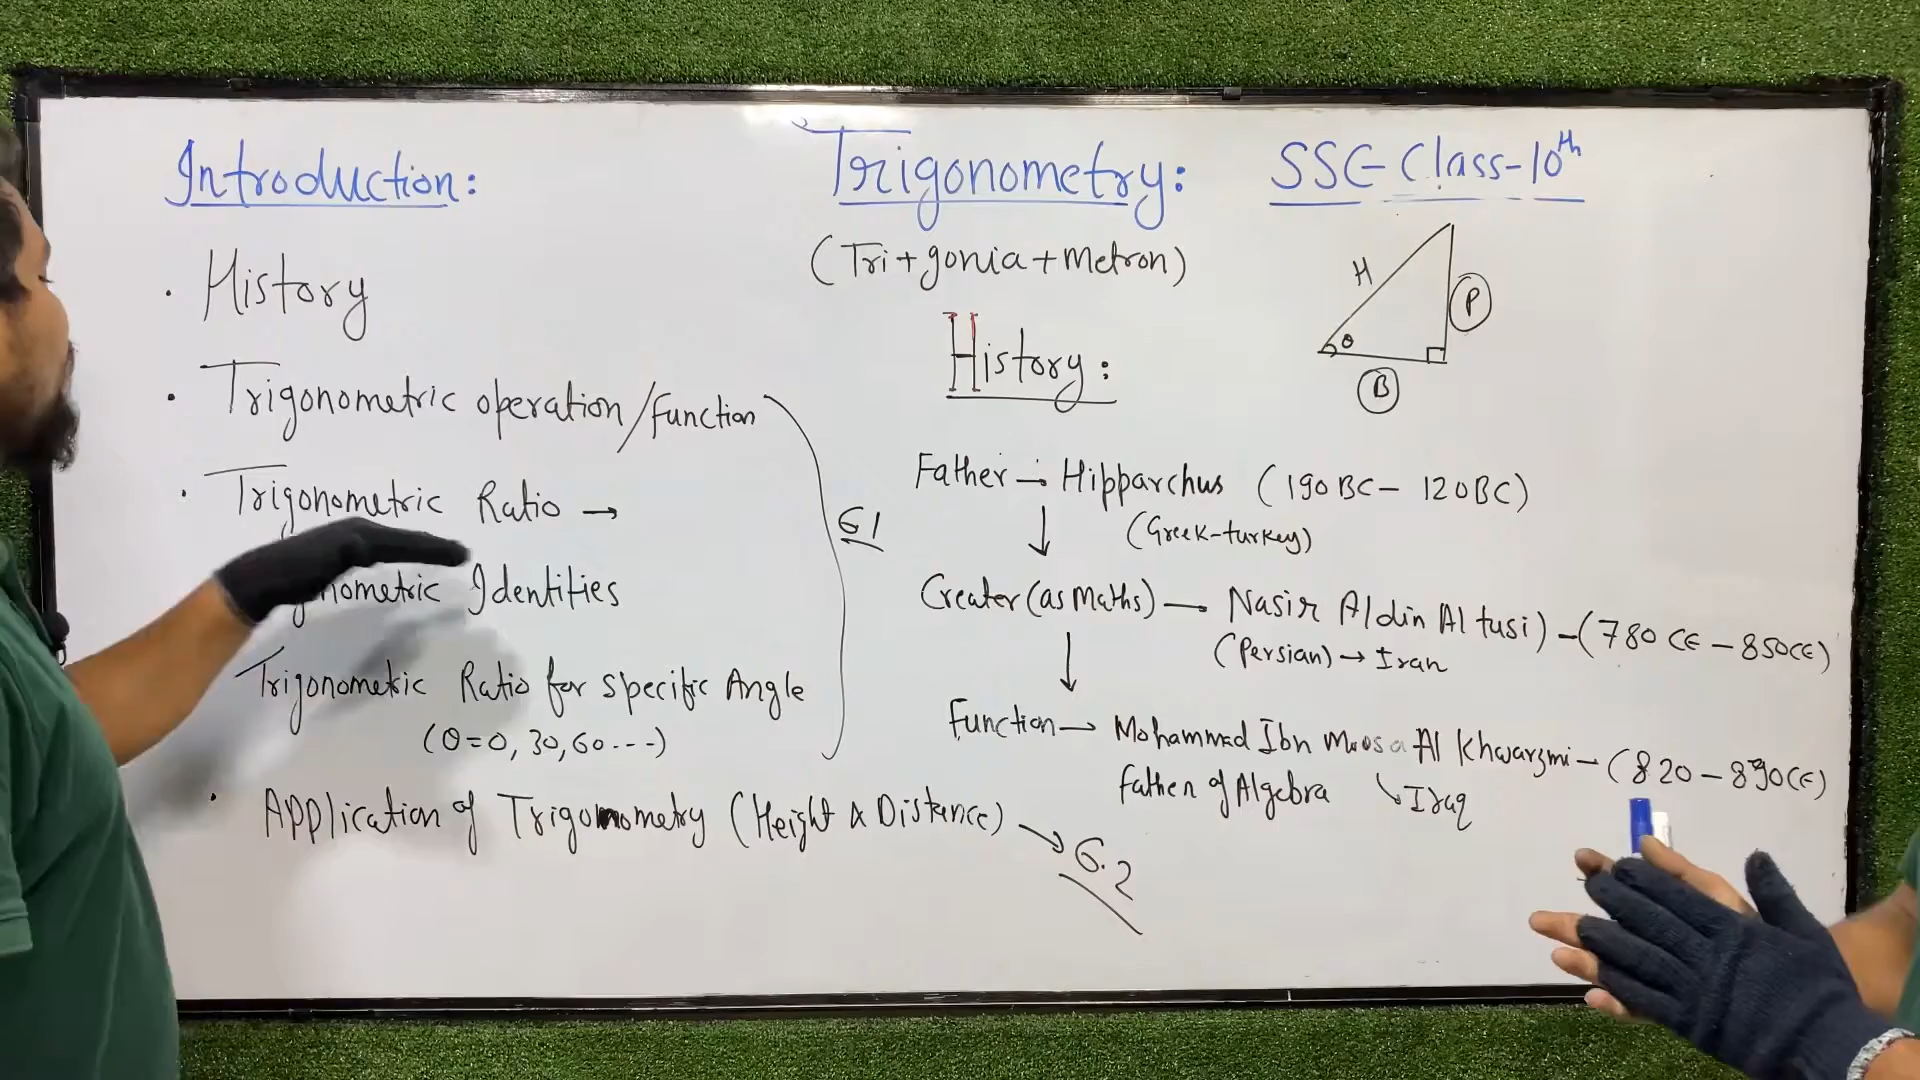 Introduction:
• History
• Trigonometric operation/function
• Trigonometric Ratio →
nometric Identities
Trigonometric Ratio for specific Angle
(θ=0, 30, 60---)
6.1
• Application of Trigonometry (Height & Distance) → 6.2
Trigonometry: SSC-Class-10th
(Tri+gonia+Metron)
H
P
θ
B
History:
Father → Hipparchus (190BC - 120BC)
(Greek-turkey)
Creater (as Maths) → Nasir Aldin Al tusi) - (780 CE - 850CE)
(Persian) → Iran
Function → Mohammad Ibn Moosa Al Khwarzmi - (820 - 890CE)
father of Algebra → Iraq